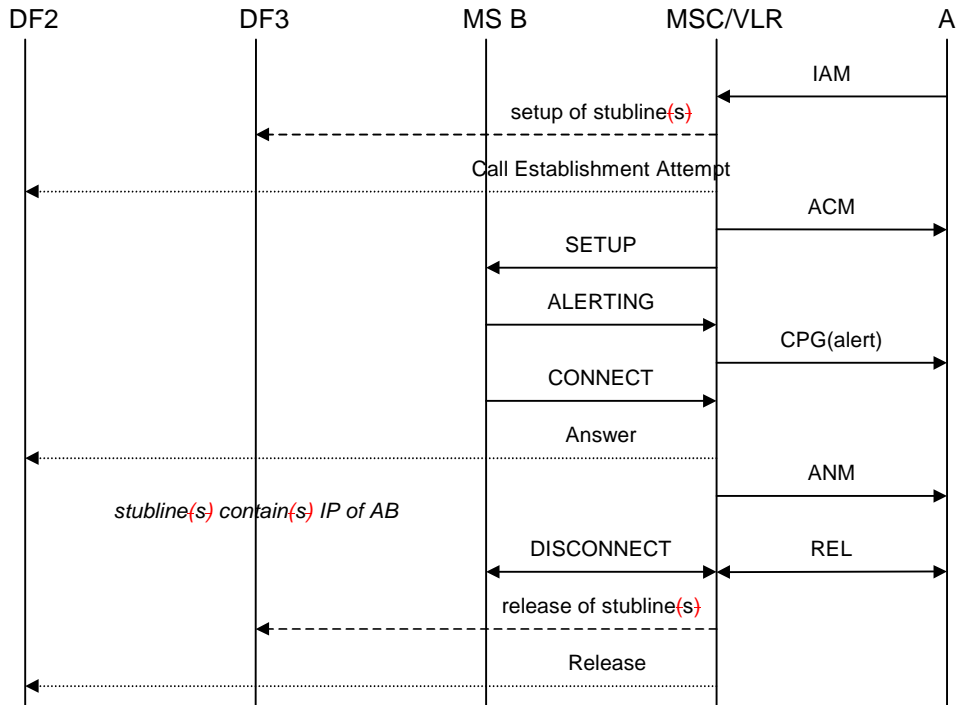 DF2 DF3 MS B MSC/VLR A
IAM
setup of stubline(s)
Call Establishment Attempt
ACM
SETUP
ALERTING
CPG(alert)
CONNECT
Answer
ANM
stubline(s) contain(s) IP of AB
DISCONNECT REL
release of stubline(s)
Release